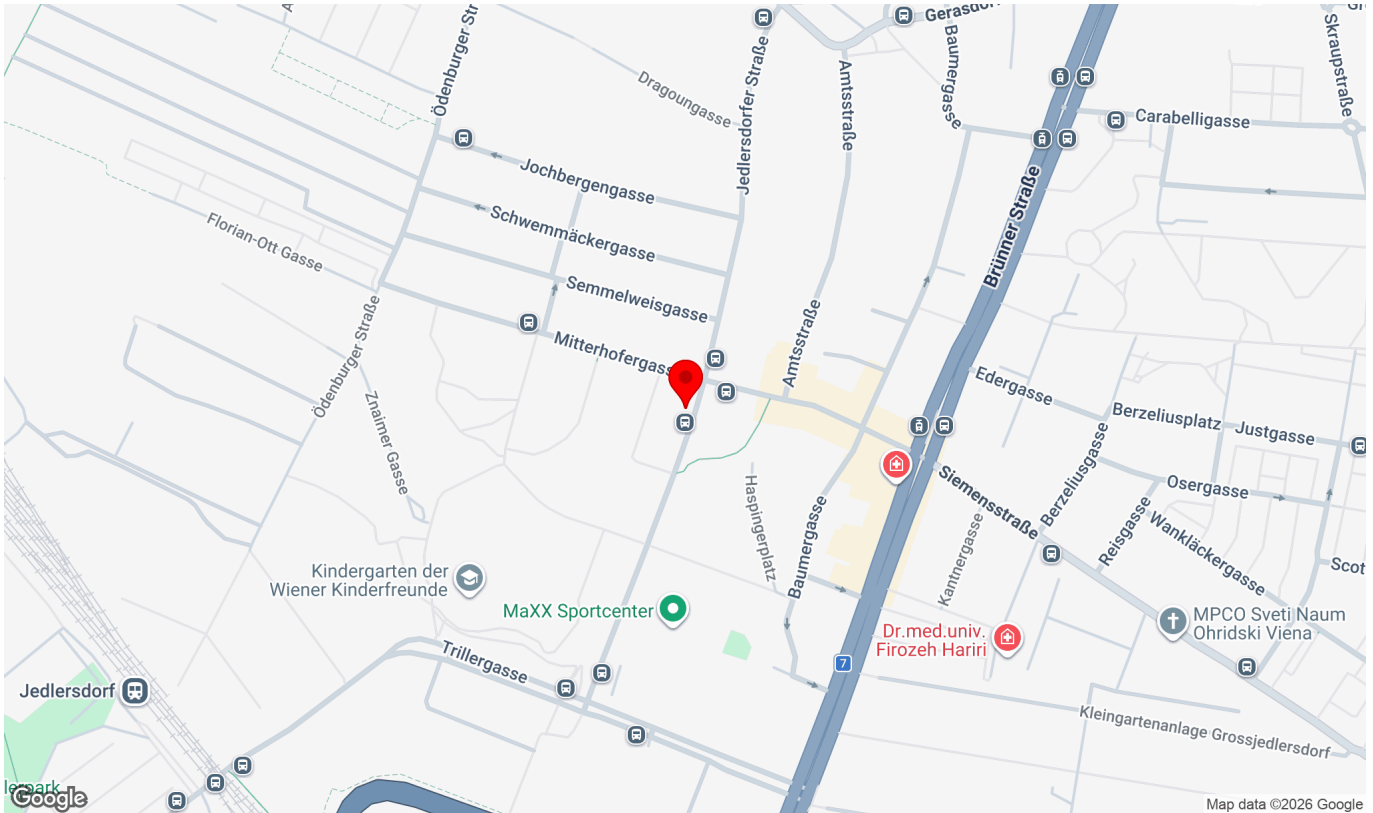 Ödenburger Str
Gerasdor
Skraupstraße
Dragoungasse
Jedlersdorfer Straße
Amtsstraße
Baumergasse
Carabelligasse
Jochbergengasse
Schwemmäckergasse
Florian-Ott Gasse
Brünner Straße
Semmelweisgasse
Ödenburger Straße
Mitterhofergass
Amtsstraße
Edergasse
Znaimer Gasse
Berzeliusplatz
Justgasse
Berzeliusgasse
Haspingerplatz
Siemensstraße
Osergasse
Baumergasse
Reisgasse
Wankläckergasse
Kantnergasse
Scot
Kindergarten der
Wiener Kinderfreunde
MaXX Sportcenter
MPCO Sveti Naum
Ohridski Viena
Dr.med.univ.
Firozeh Hariri
Trillergasse
7
Jedlersdorf
Kleingartenanlage Grossjedlersdorf
Google
Map data ©2026 Google